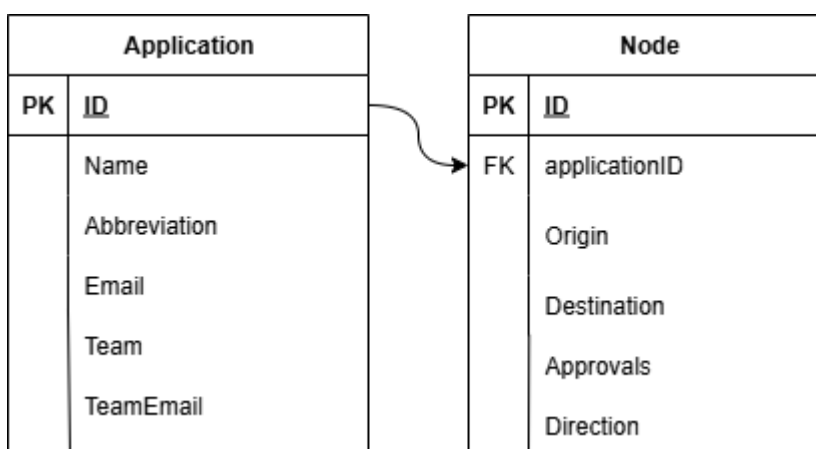 Application
PK ID
Name
Abbreviation
Email
Team
TeamEmail
Node
PK ID
FK applicationID
Origin
Destination
Approvals
Direction